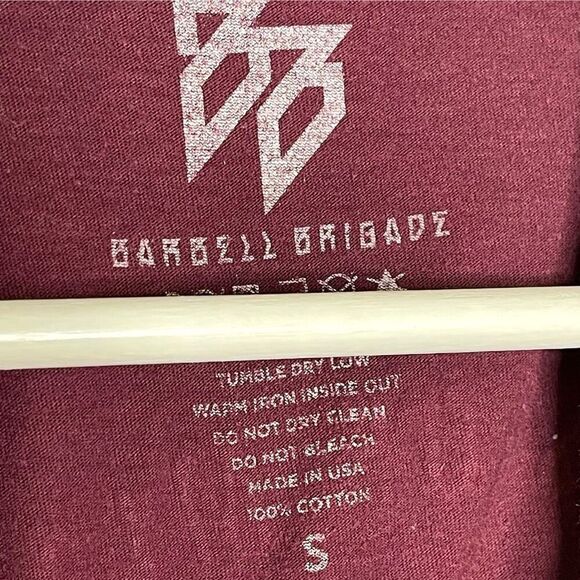 BARBELL BRIGADE
TUMBLE DRY LOW
WARM IRON INSIDE OUT
DO NOT DRY CLEAN
DO NOT BLEACH
MADE IN USA
100% COTTON
S